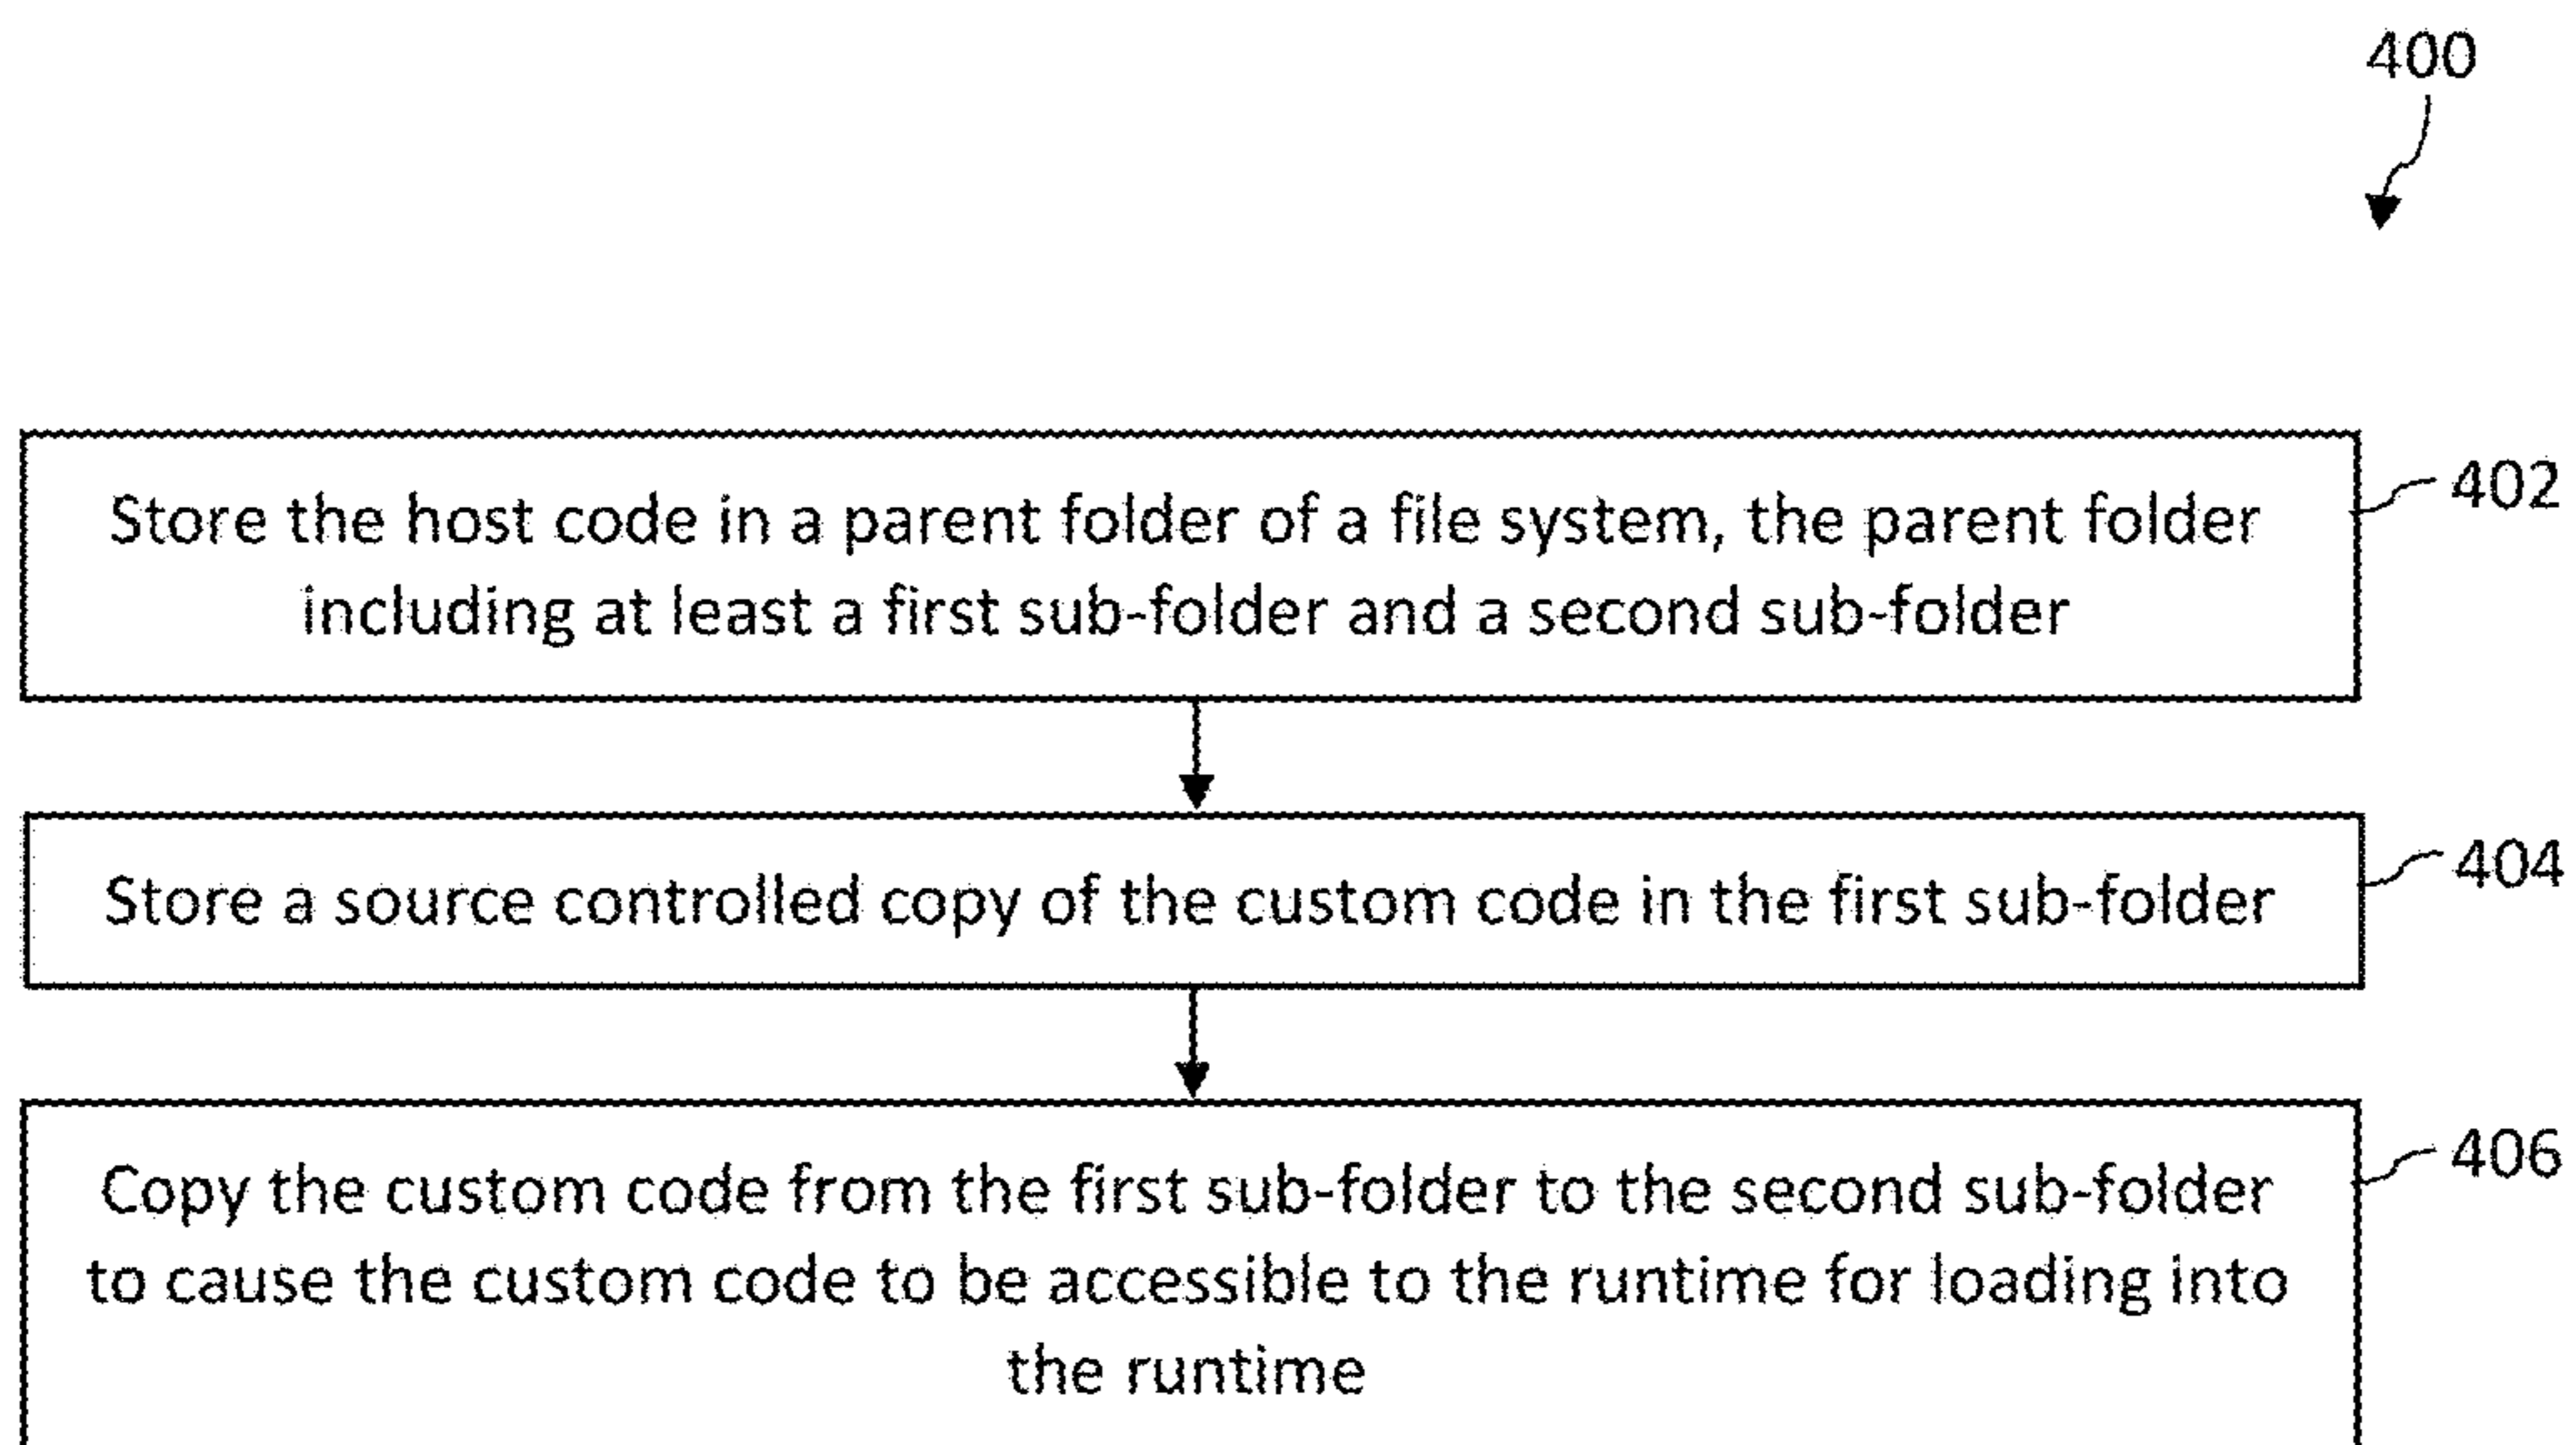 400
Store the host code in a parent folder of a file system, the parent folder
including at least a first sub-folder and a second sub-folder
402
Store a source controlled copy of the custom code in the first sub-folder
404
Copy the custom code from the first sub-folder to the second sub-folder
to cause the custom code to be accessible to the runtime for loading into
the runtime
406